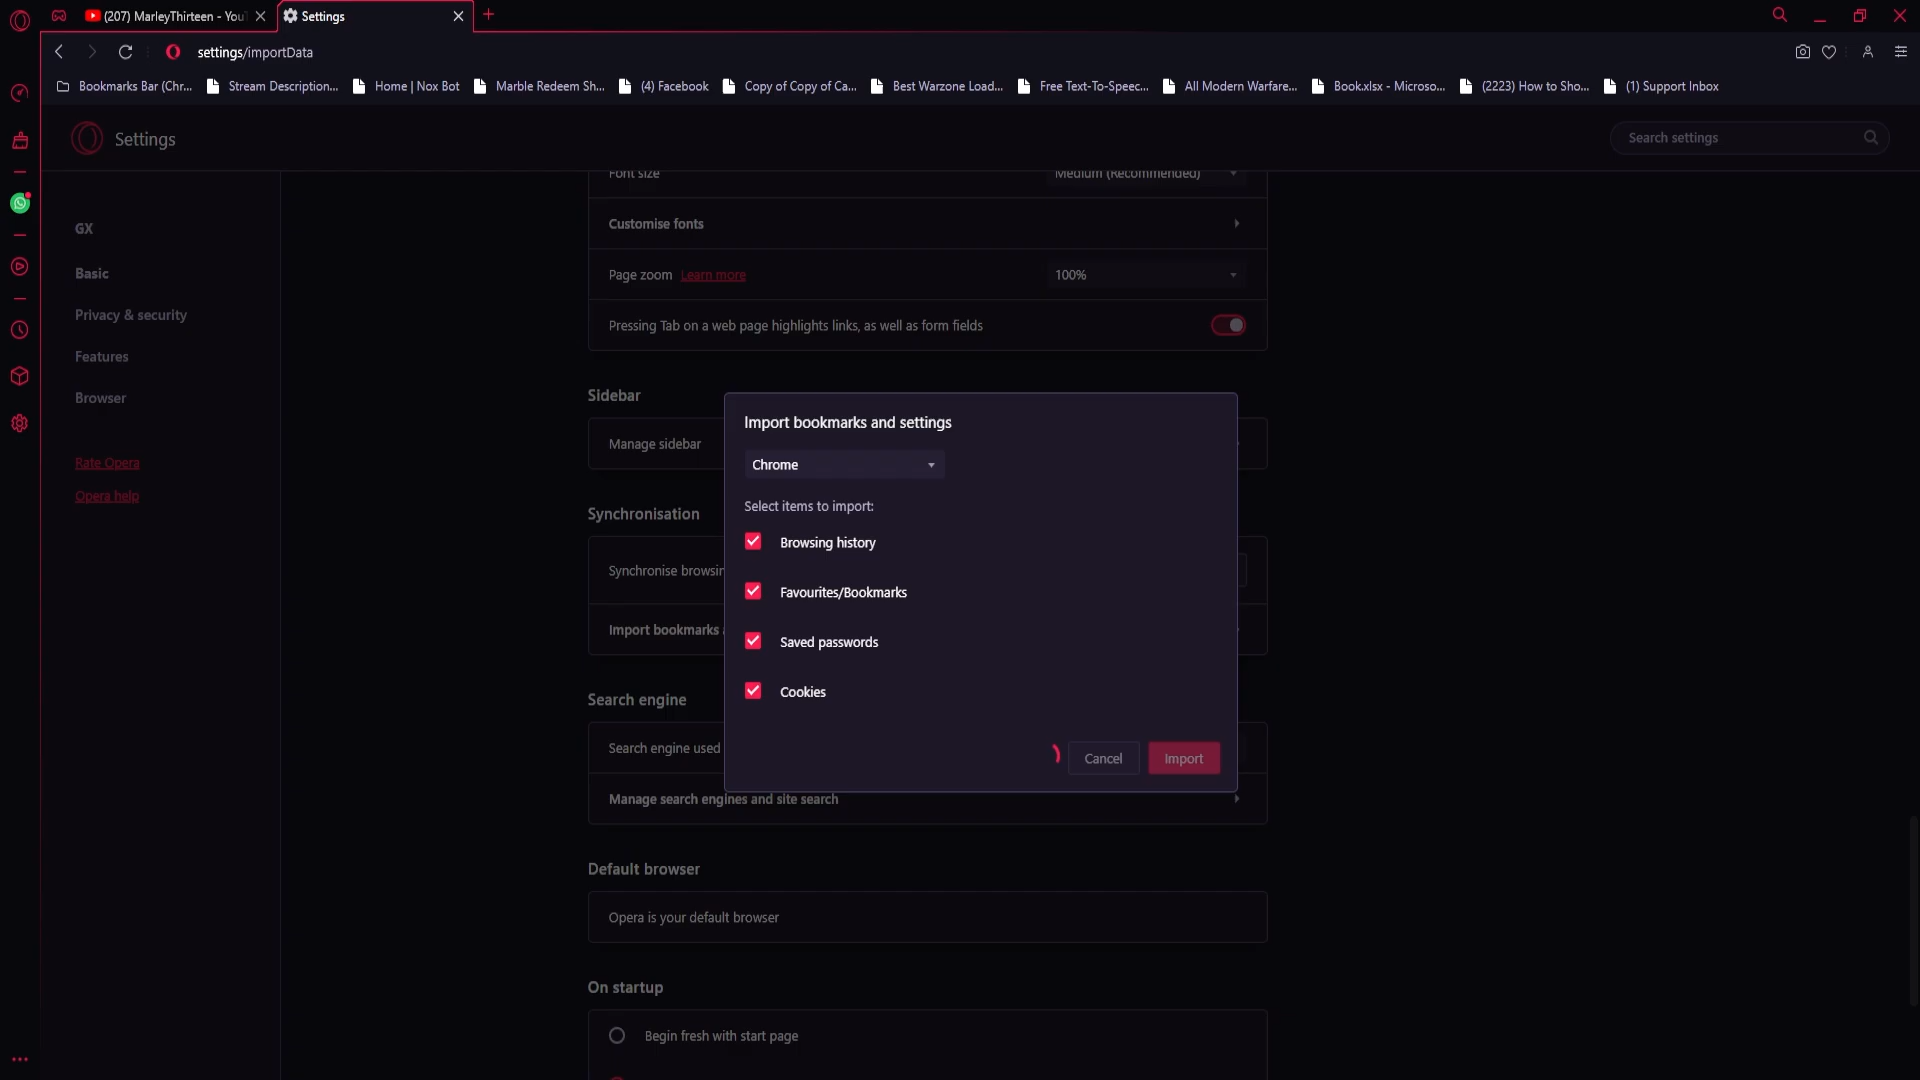 (207) MarleyThirteen - You
Settings
settings/importData
Bookmarks Bar (Chr...
Stream Description...
Home | Nox Bot
Marble Redeem Sh...
(4) Facebook
Copy of Copy of Ca...
Best Warzone Load...
Free Text-To-Speec...
All Modern Warfare...
Book.xlsx - Microso...
(2223) How to Sho...
(1) Support Inbox
Settings
Search settings
GX
Basic
Privacy & security
Features
Browser
Rate Opera
Opera help
Font size
Medium (Recommended)
Customise fonts
Page zoom Learn more
100%
Pressing Tab on a web page highlights links, as well as form fields
Sidebar
Manage sidebar
Synchronisation
Synchronise browsin
Import bookmarks
Search engine
Search engine used
Manage search engines and site search
Import bookmarks and settings
Chrome
Select items to import:
Browsing history
Favourites/Bookmarks
Saved passwords
Cookies
Cancel
Import
Default browser
Opera is your default browser
On startup
Begin fresh with start page